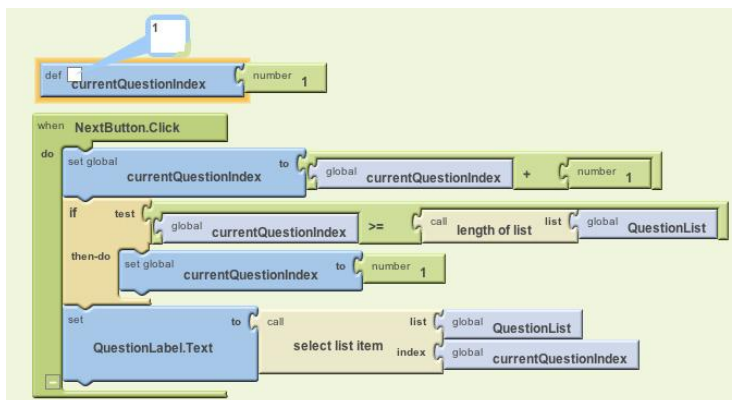 1
def currentQuestionIndex number 1
when NextButton.Click
do set global currentQuestionIndex to global currentQuestionIndex + number 1
if test global currentQuestionIndex >= call length of list list global QuestionList
then-do set global currentQuestionIndex to number 1
set QuestionLabel.Text to call select list item list global QuestionList
index global currentQuestionIndex